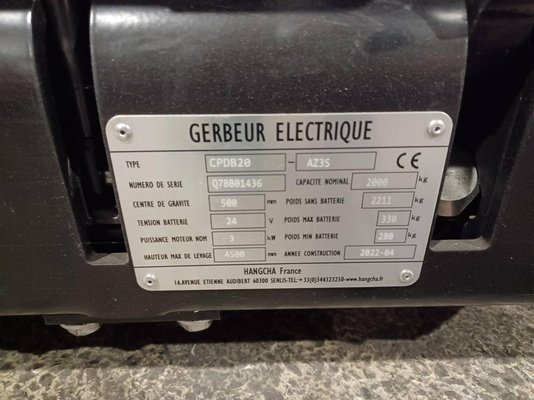 GERBEUR ELECTRIQUE
TYPE CPDB20 - AZ3S CE
NUMERO DE SERIE Q7BB01436 CAPACITE NOMINAL 2000 kg
CENTRE DE GRAVITE 500 mm POIDS SANS BATTERIE 2211 kg
TENSION BATTERIE 24 V POIDS MAX BATTERIE 330 kg
PUISSANCE MOTEUR NOM 3 kW POIDS MIN BATTERIE 280 kg
HAUTEUR MAX DE LEVAGE 4500 mm ANNEE CONSTRUCTION 2022-04
HANGCHA France
16.AVENUE ETIENNE AUDIBERT 60300 SENLIS-TEL:+33(0)344323250-www.hangcha.fr